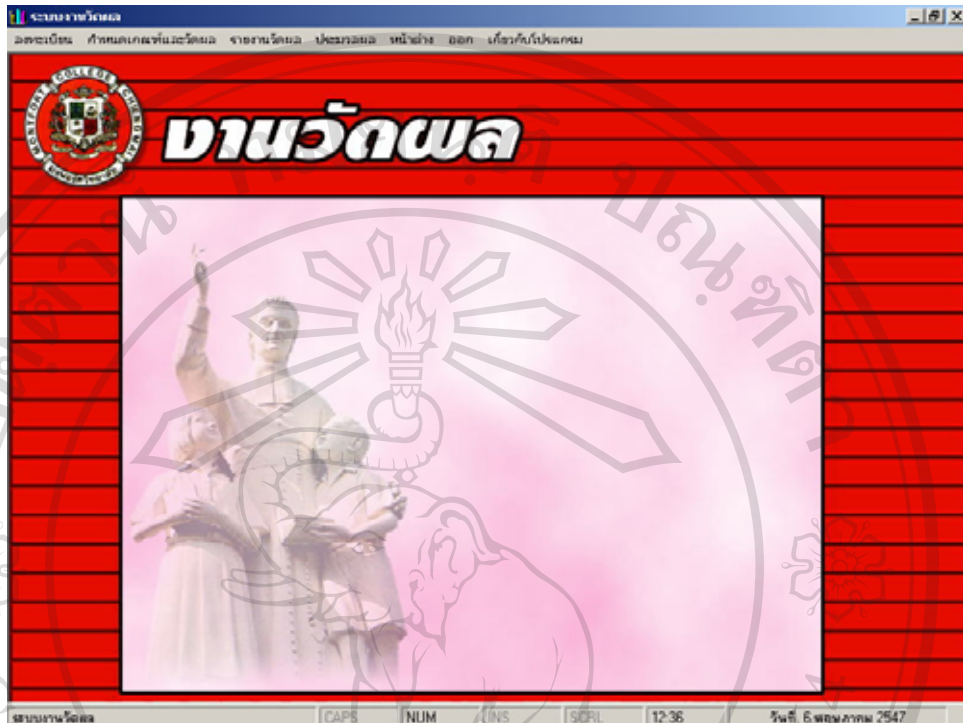 ระบบงานวัดผล
ลงทะเบียน กำหนดเกณฑ์และวัดผล รายงานวัดผล ประมวลผล หน้าต่าง ออก เกี่ยวกับโปรแกรม
MONTFORT COLLEGE CHIENGMAI
งานวัดผล
ระบบงานวัดผล CAPS NUM INS SCRL 12:36 วันที่ 6 พฤษภาคม 2547